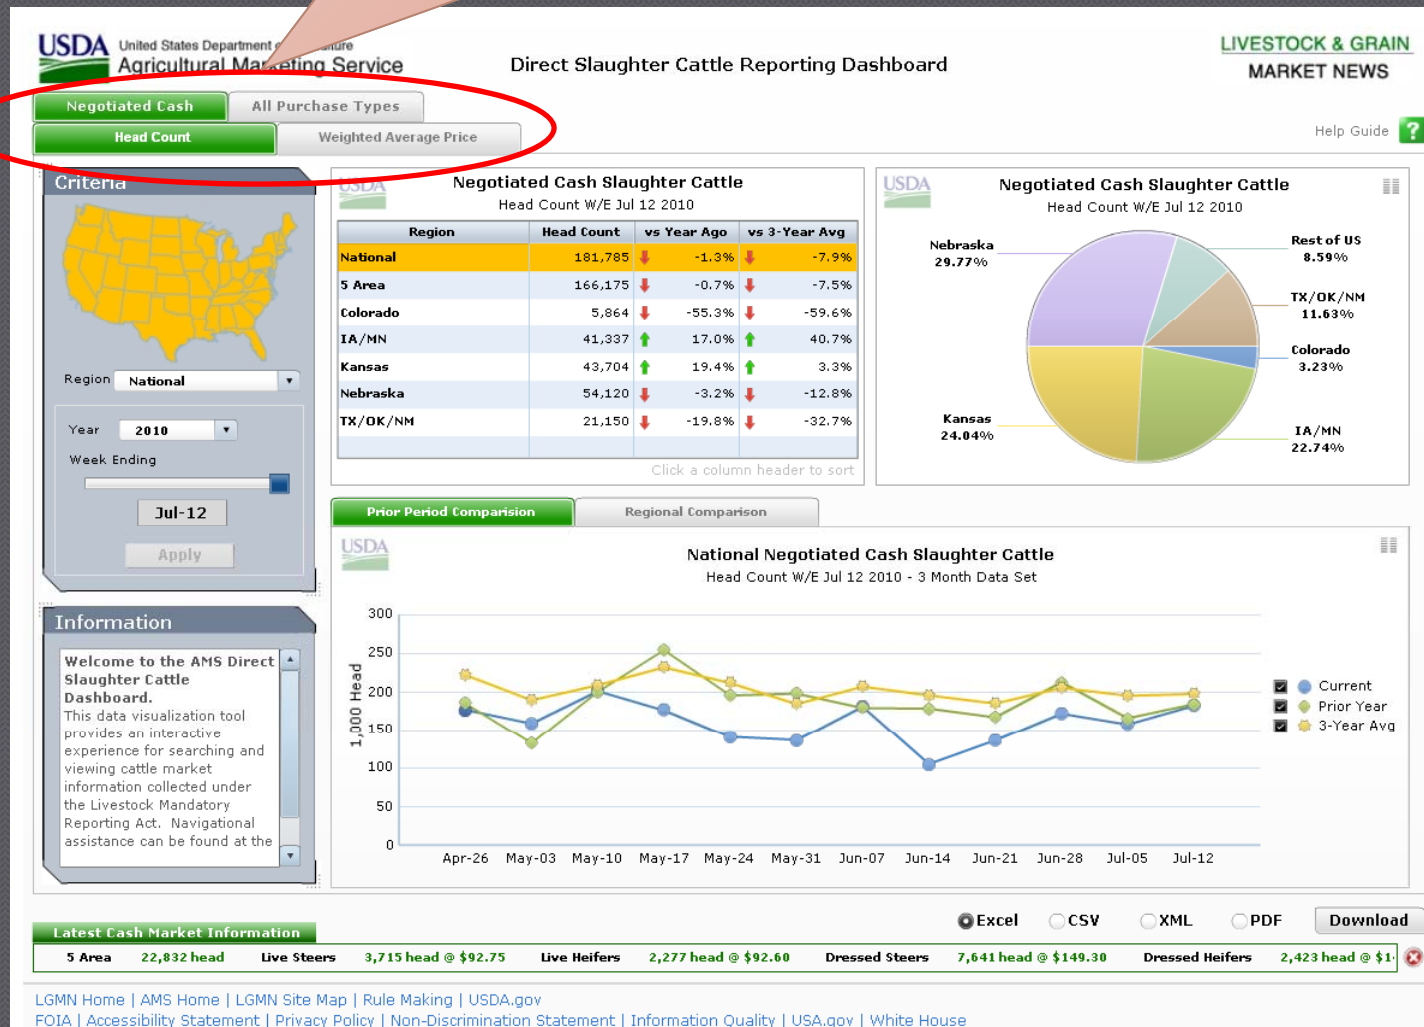 USDA United States Department of
Agricultural Marketing Service
Direct Slaughter Cattle Reporting Dashboard
LIVESTOCK & GRAIN
MARKET NEWS
Negotiated Cash All Purchase Types
Head Count Weighted Average Price
Help Guide ?
Criteria
Region National
Year 2010
Week Ending
Jul-12
Apply
Information
Welcome to the AMS Direct
Slaughter Cattle
Dashboard.
This data visualization tool
provides an interactive
experience for searching and
viewing cattle market
information collected under
the Livestock Mandatory
Reporting Act. Navigational
assistance can be found at the
USDA
Negotiated Cash Slaughter Cattle
Head Count W/E Jul 12 2010
Region Head Count vs Year Ago vs 3-Year Avg
National 181,785 -1.3% -7.9%
5 Area 166,175 -0.7% -7.5%
Colorado 5,864 -55.3% -59.6%
IA/MN 41,337 17.0% 40.7%
Kansas 43,704 19.4% 3.3%
Nebraska 54,120 -3.2% -12.8%
TX/OK/NM 21,150 -19.8% -32.7%
Click a column header to sort
USDA
Negotiated Cash Slaughter Cattle
Head Count W/E Jul 12 2010
Nebraska
29.77%
Rest of US
8.59%
TX/OK/NM
11.63%
Colorado
3.23%
IA/MN
22.74%
Kansas
24.04%
Prior Period Comparision Regional Comparison
USDA
National Negotiated Cash Slaughter Cattle
Head Count W/E Jul 12 2010 - 3 Month Data Set
1,000 Head
300
250
200
150
100
50
0
Apr-26 May-03 May-10 May-17 May-24 May-31 Jun-07 Jun-14 Jun-21 Jun-28 Jul-05 Jul-12
Current
Prior Year
3-Year Avg
Excel CSV XML PDF Download
Latest Cash Market Information
5 Area 22,832 head Live Steers 3,715 head @ $92.75 Live Heifers 2,277 head @ $92.60 Dressed Steers 7,641 head @ $149.30 Dressed Heifers 2,423 head @ $1
LGMN Home | AMS Home | LGMN Site Map | Rule Making | USDA.gov
FOIA | Accessibility Statement | Privacy Policy | Non-Discrimination Statement | Information Quality | USA.gov | White House